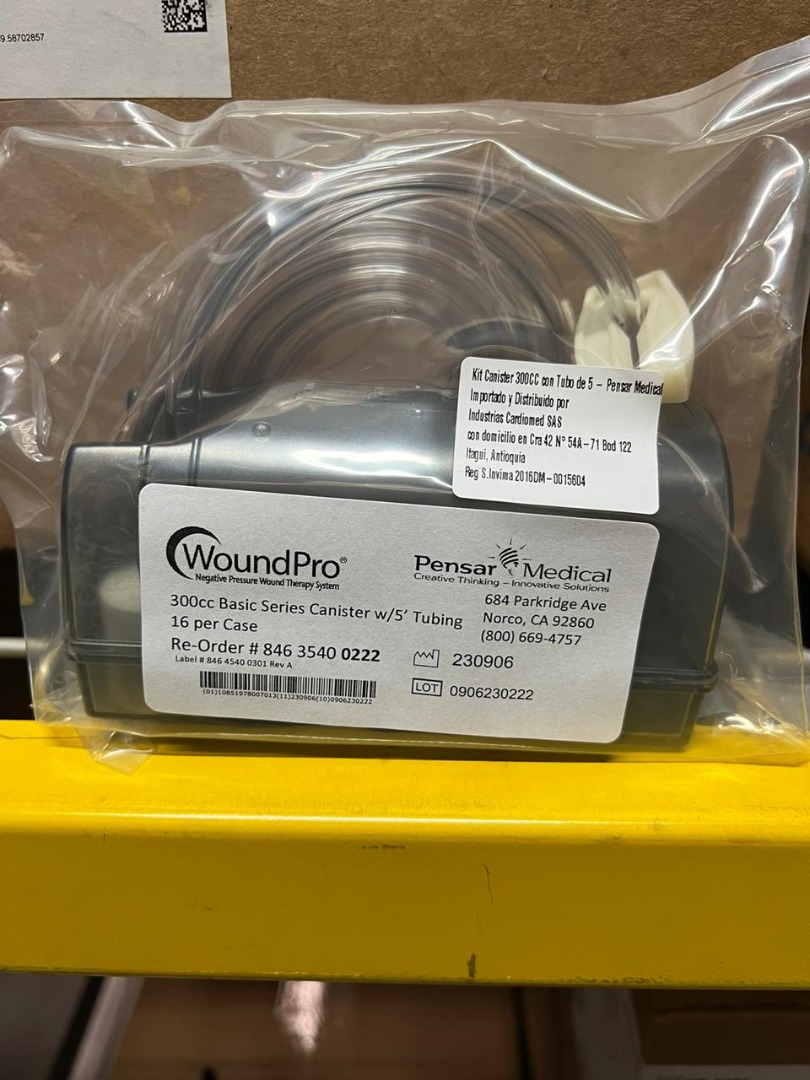 9.58702857.
Kit Canister 300CC con Tubo de 5 – Pensar Medical
Importado y Distribuido por
Industrias Cardiomed SAS
con domicilio en Cra 42 N° 54A – 71 Bod 122
Itagui, Antioquia
Reg S.Invima 2016DM – 0015604
WoundPro®
Negative Pressure Wound Therapy System
Pensar Medical
Creative Thinking – Innovative Solutions
300cc Basic Series Canister w/5' Tubing
16 per Case
684 Parkridge Ave
Norco, CA 92860
(800) 669-4757
Re-Order # 846 3540 0222
Label # 846 4540 0301 Rev A
(01)10851978007013(11)230906(10)0906230222
230906
LOT 0906230222